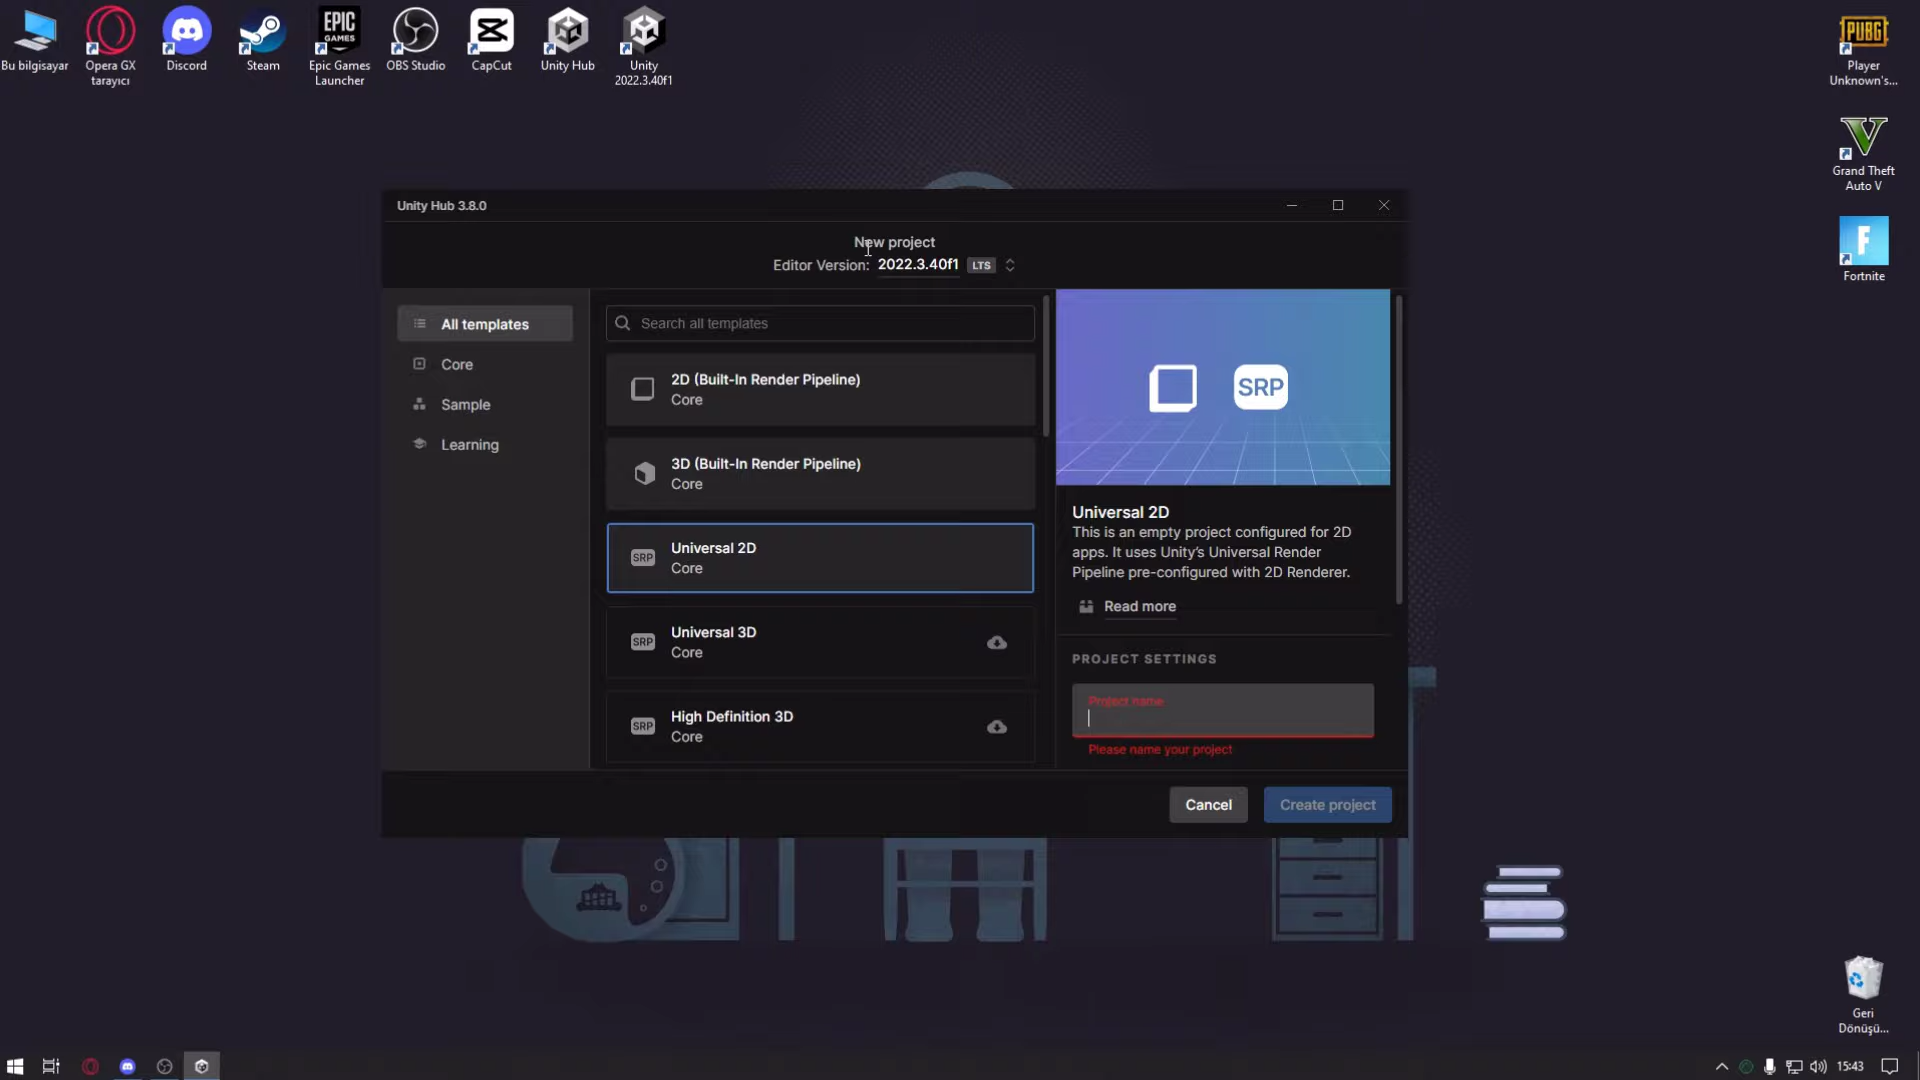 Bu bilgisayar
Opera GX
tarayıcı
Discord
Steam
EPIC
GAMES
Epic Games
Launcher
OBS Studio
CapCut
Unity Hub
Unity
2022.3.40f1
PUBG
Player
Unknown's...
V
Grand Theft
Auto V
F
Fortnite
Unity Hub 3.8.0
New project
Editor Version: 2022.3.40f1 LTS
All templates
Core
Sample
Learning
Search all templates
2D (Built-In Render Pipeline)
Core
3D (Built-In Render Pipeline)
Core
SRP
Universal 2D
Core
SRP
Universal 3D
Core
SRP
High Definition 3D
Core
SRP
Universal 2D
This is an empty project configured for 2D
apps. It uses Unity’s Universal Render
Pipeline pre-configured with 2D Renderer.
Read more
PROJECT SETTINGS
Project name
Please name your project
Cancel
Create project
Geri
Dönüşü...
15:43